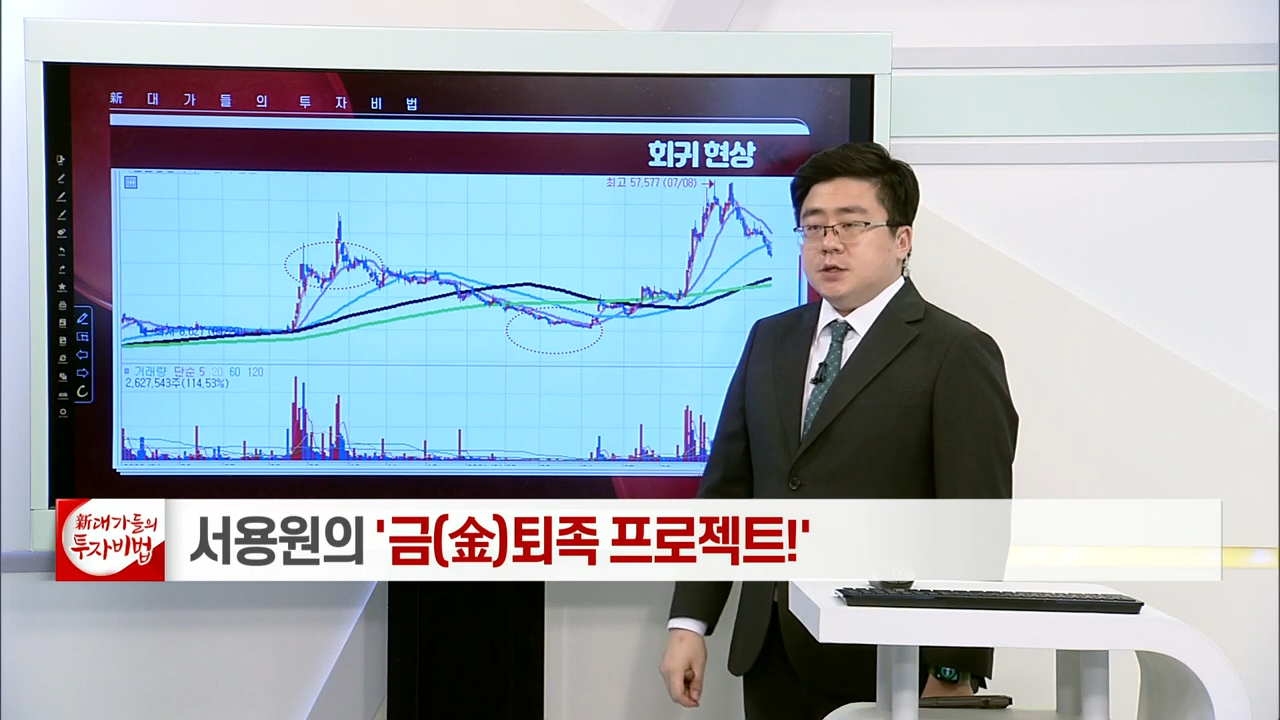 新 대 가 들 의 투 자 비 법
회귀 현상
최고 57,577 (07/08)
거래량 단순 5 20 60 120
2,627,543주(114.53%)
新대가들의
투자비법
서용원의 '금(金)퇴족 프로젝트!'